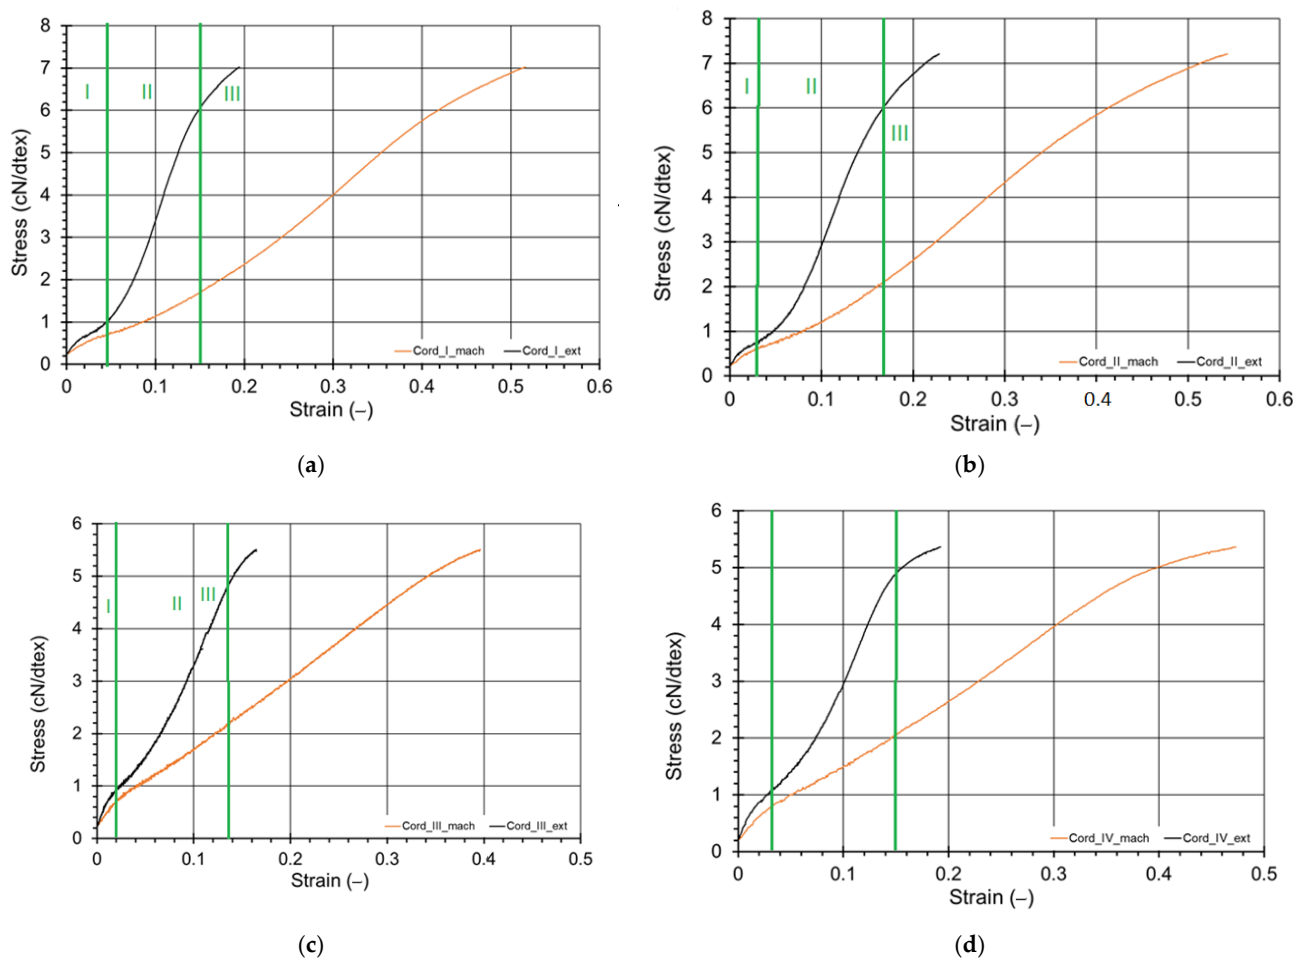 8
7
6
5
4
3
2
1
0
Stress (cN/dtex)
I
II
III
Cord_I_mach
Cord_I_ext
0
0.1
0.2
0.3
0.4
0.5
0.6
Strain (–)
(a)
8
7
6
5
4
3
2
1
0
Stress (cN/dtex)
I
II
III
Cord_II_mach
Cord_II_ext
0
0.1
0.2
0.3
0.4
0.5
0.6
Strain (–)
(b)
6
5
4
3
2
1
0
Stress (cN/dtex)
I
II
III
Cord_III_mach
Cord_III_ext
0
0.1
0.2
0.3
0.4
0.5
Strain (–)
(c)
6
5
4
3
2
1
0
Stress (cN/dtex)
Cord_IV_mach
Cord_IV_ext
0
0.1
0.2
0.3
0.4
0.5
Strain (–)
(d)